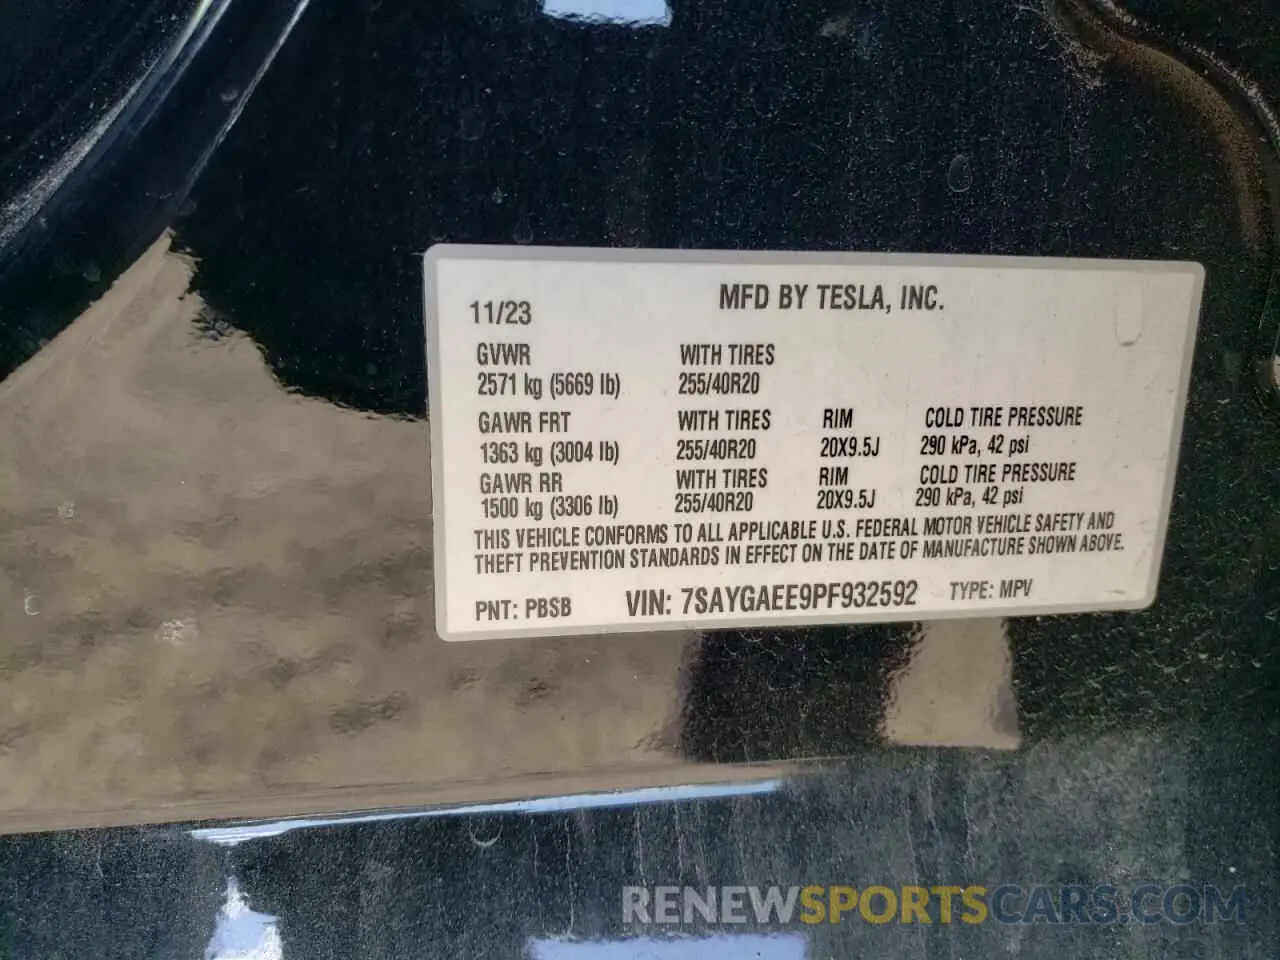 11/23 MFD BY TESLA, INC.
GVWR WITH TIRES
2571 kg (5669 lb) 255/40R20
GAWR FRT WITH TIRES RIM COLD TIRE PRESSURE
1363 kg (3004 lb) 255/40R20 20X9.5J 290 kPa, 42 psi
GAWR RR WITH TIRES RIM COLD TIRE PRESSURE
1500 kg (3306 lb) 255/40R20 20X9.5J 290 kPa, 42 psi
THIS VEHICLE CONFORMS TO ALL APPLICABLE U.S. FEDERAL MOTOR VEHICLE SAFETY AND
THEFT PREVENTION STANDARDS IN EFFECT ON THE DATE OF MANUFACTURE SHOWN ABOVE.
PNT: PBSB VIN: 7SAYGAEE9PF932592 TYPE: MPV
RENEWSPORTSCARS.COM